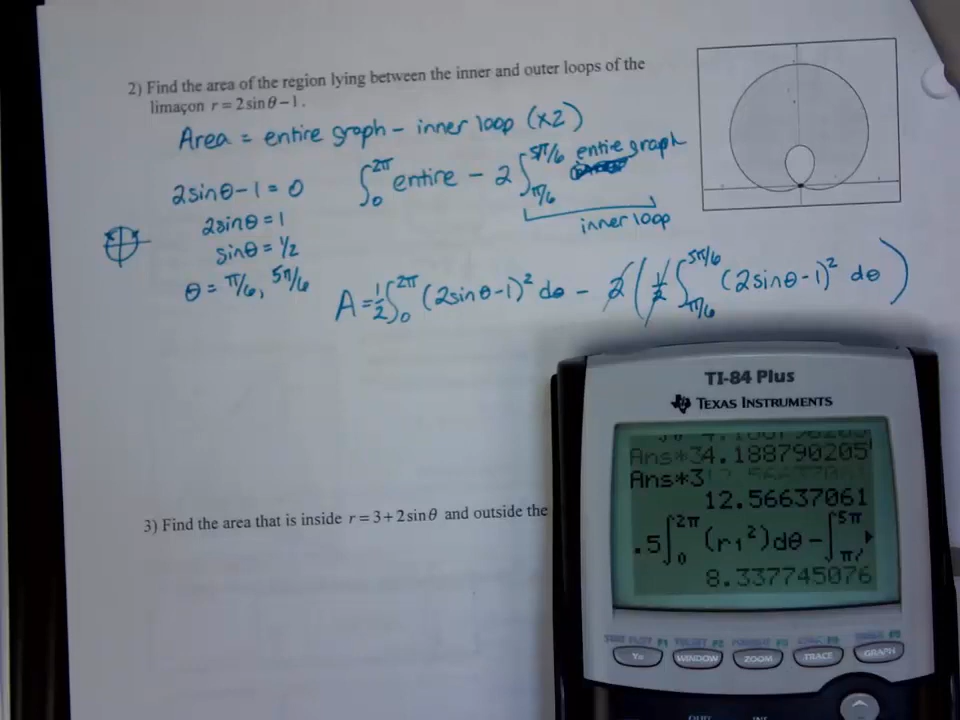 2) Find the area of the region lying between the inner and outer loops of the
limaçon r = 2 sin θ − 1.
Area = entire graph − inner loop (x2)
2sinθ−1 = 0
2sinθ = 1
sinθ = 1/2
θ = π/6, 5π/6
∫₀^2π entire − 2 ∫_π/6^5π/6 entire graph
inner loop
A = 1/2 ∫₀^2π (2sinθ−1)² dθ − 2 (1/2 ∫_π/6^5π/6 (2sinθ−1)² dθ)
3) Find the area that is inside r = 3 + 2 sin θ and outside the
TI-84 Plus
TEXAS INSTRUMENTS
Ans*3 4.188790205
Ans*3
12.56637061
.5∫₀^2π (r₁²)dθ−∫^5π
8.337745076
Y=
WINDOW
ZOOM
TRACE
GRAPH